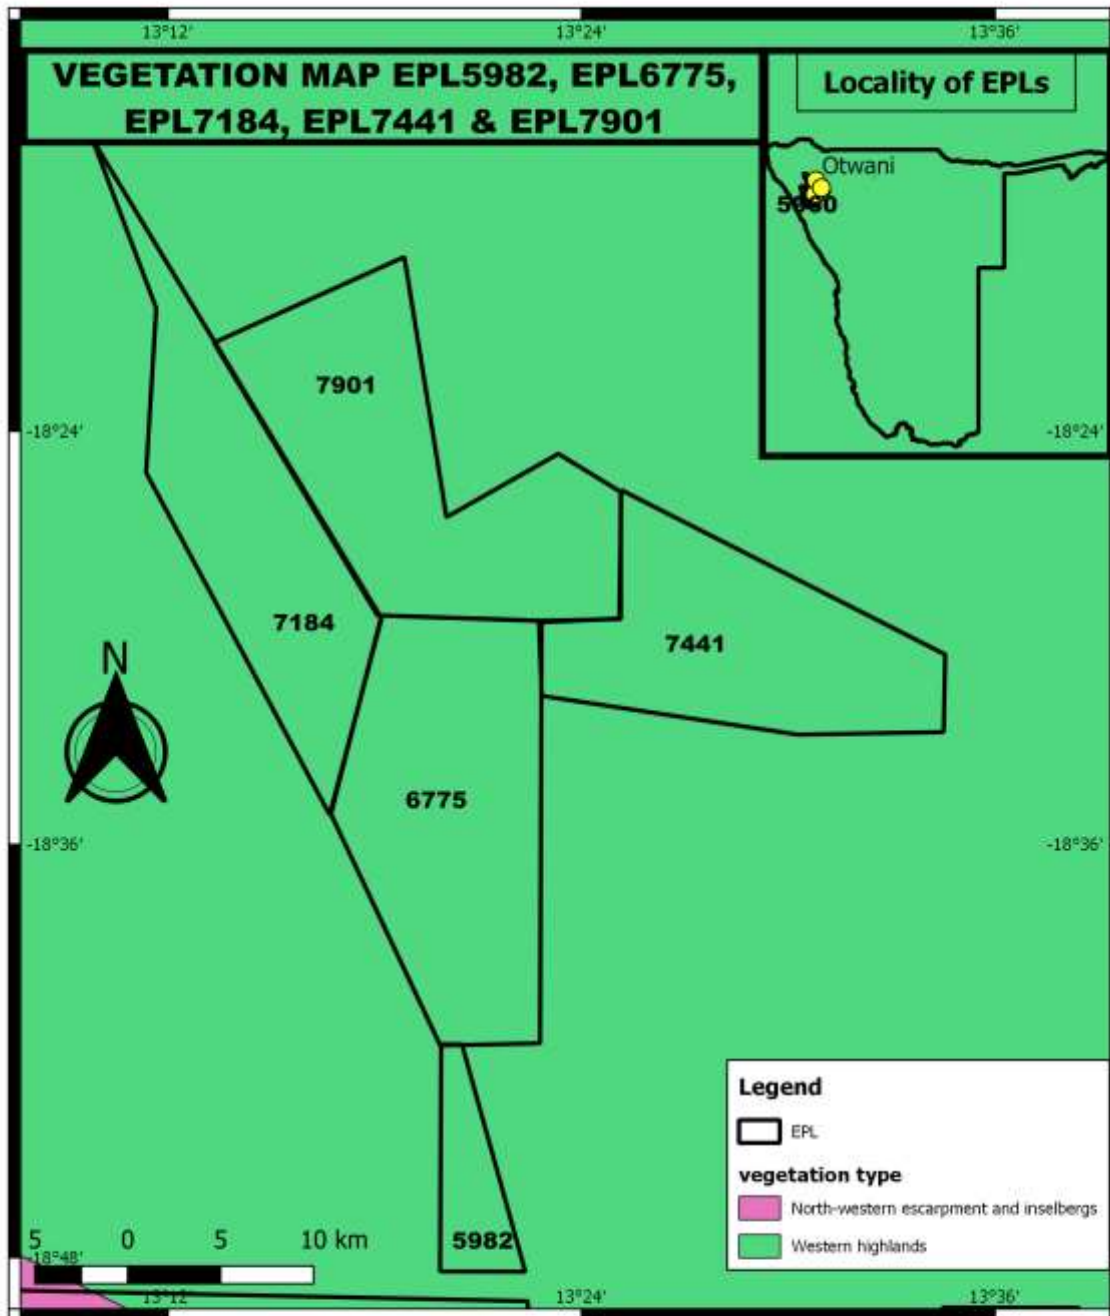 13°12'
13°24'
13°36'
VEGETATION MAP EPL5982, EPL6775,
EPL7184, EPL7441 & EPL7901
Locality of EPLs
Otwani
7901
-18°24'
-18°24'
7184
7441
N
6775
-18°36'
-18°36'
Legend
EPL
vegetation type
North-western escarpment and inselbergs
Western highlands
5982
5 0 5 10 km
-18°48'
13°12'
13°24'
13°36'